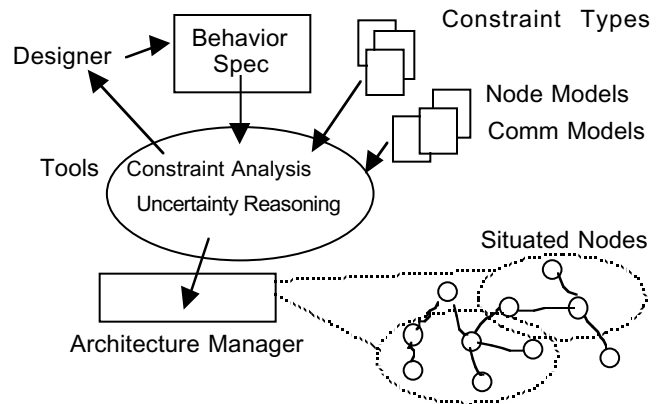 Constraint Types
Designer
Behavior
Spec
Node Models
Comm Models
Tools
Constraint Analysis
Uncertainty Reasoning
Situated Nodes
Architecture Manager